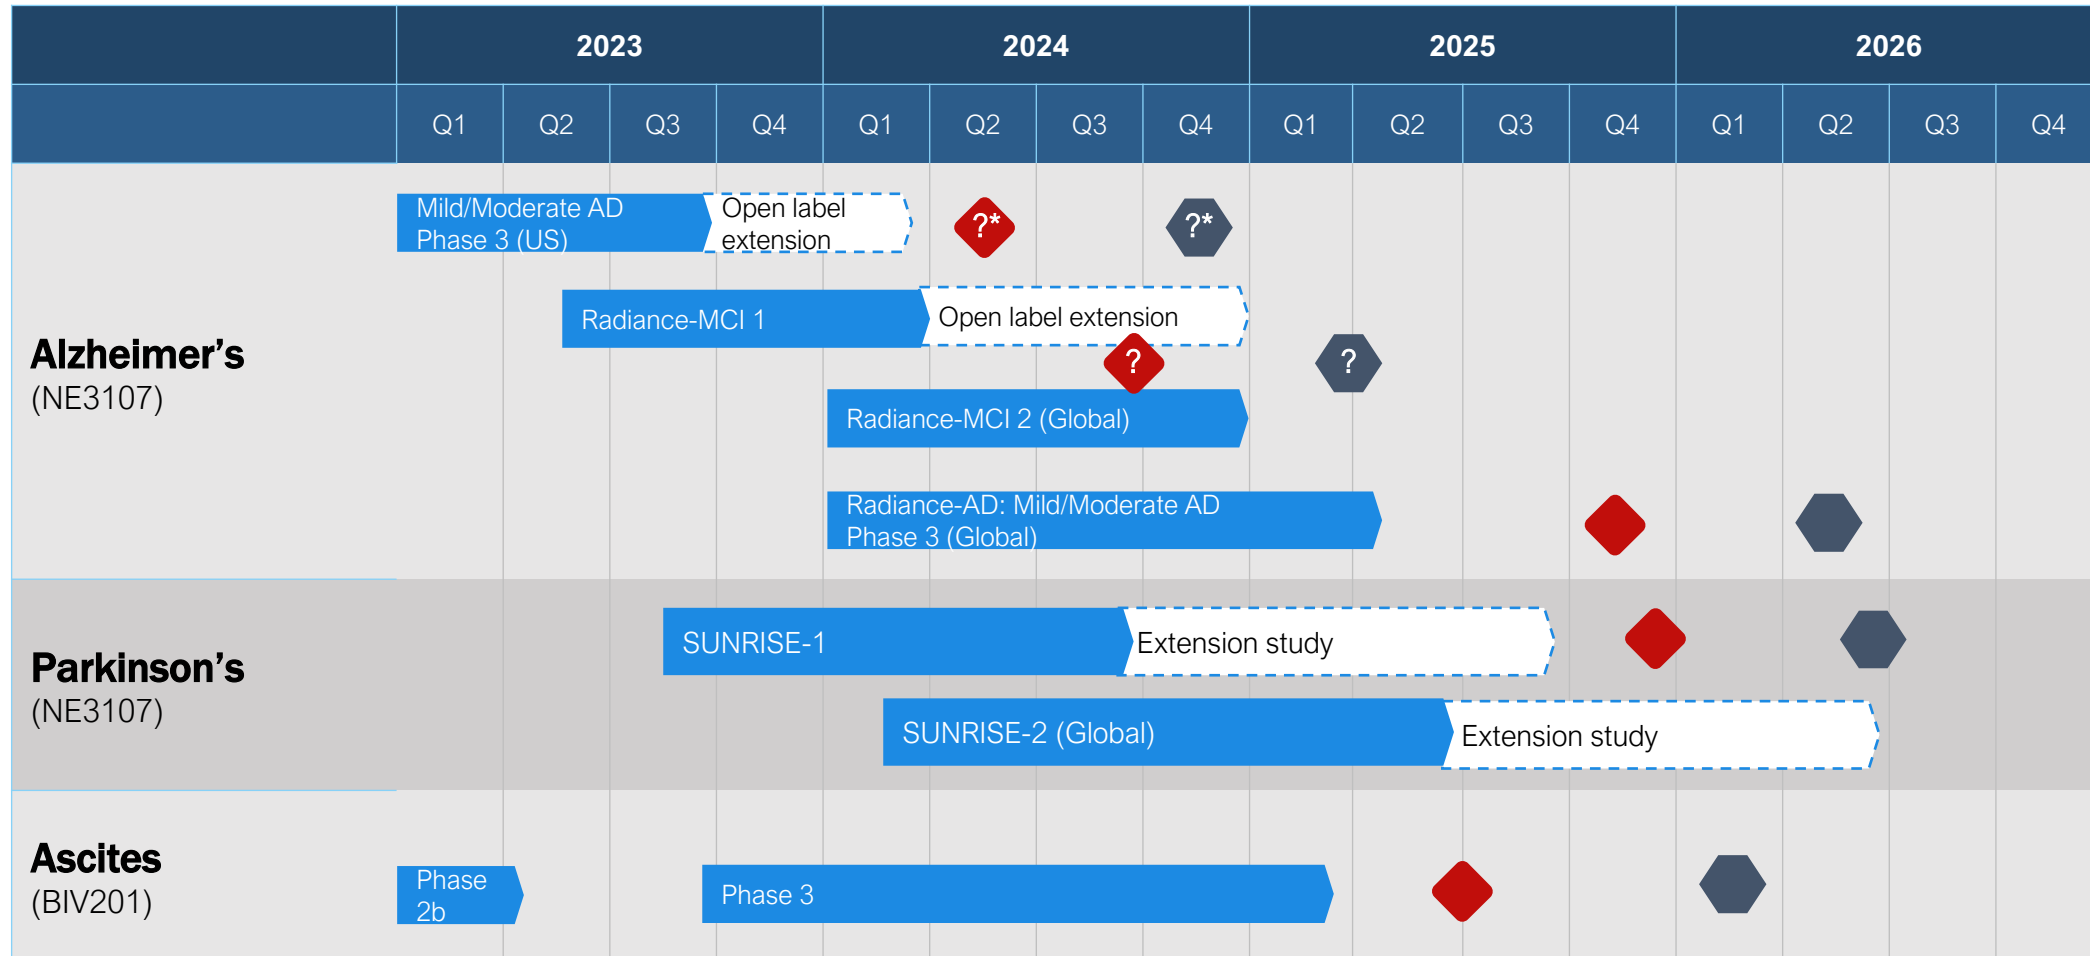 2023 2024 2025 2026
Q1 Q2 Q3 Q4 Q1 Q2 Q3 Q4 Q1 Q2 Q3 Q4 Q1 Q2 Q3 Q4
Alzheimer’s
(NE3107)
Mild/Moderate AD
Phase 3 (US)
Open label
extension
?*
?*
Radiance-MCI 1
Open label extension
?
?
Radiance-MCI 2 (Global)
Radiance-AD: Mild/Moderate AD
Phase 3 (Global)
Parkinson’s
(NE3107)
SUNRISE-1
Extension study
SUNRISE-2 (Global)
Extension study
Ascites
(BIV201)
Phase
2b
Phase 3